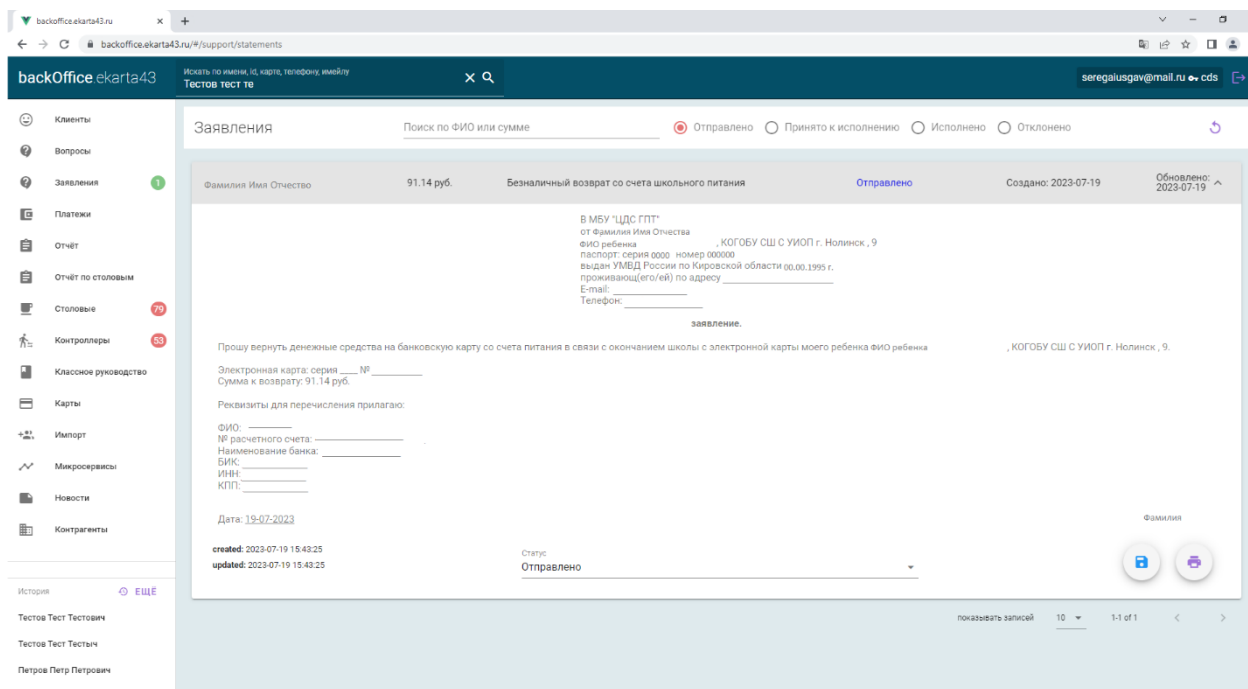 backoffice.ekarta43.ru
backoffice.ekarta43.ru/#/support/statements
backOffice.ekarta43
Искать по имени, id, карте, телефону, имейлу
Тестов тест те
seregaiusgav@mail.ru cds
Клиенты
Вопросы
Заявления 1
Платежи
Отчёт
Отчёт по столовым
Столовые 79
Контроллеры 53
Классное руководство
Карты
Импорт
Микросервисы
Новости
Контрагенты
История ЕЩЁ
Тестов Тест Тестович
Тестов Тест Тестыч
Петров Петр Петрович
Заявления Поиск по ФИО или сумме Отправлено Принято к исполнению Исполнено Отклонено
Фамилия Имя Отчество 91.14 руб. Безналичный возврат со счета школьного питания Отправлено Создано: 2023-07-19 Обновлено:
2023-07-19
В МБУ "ЦДС ГПТ"
от Фамилия Имя Отчества
ФИО ребенка , КОГОБУ СШ С УИОП г. Нолинск , 9
паспорт: серия 0000 номер 000000
выдан УМВД России по Кировской области 00.00.1995 г.
проживающ(его/ей) по адресу
E-mail:
Телефон:
заявление.
Прошу вернуть денежные средства на банковскую карту со счета питания в связи с окончанием школы с электронной карты моего ребенка ФИО ребенка , КОГОБУ СШ С УИОП г. Нолинск , 9.
Электронная карта: серия ____ № ________
Сумма к возврату: 91.14 руб.
Реквизиты для перечисления прилагаю:
ФИО:
№ расчетного счета:
Наименование банка:
БИК:
ИНН:
КПП:
Дата: 19-07-2023 Фамилия
created: 2023-07-19 15:43:25
updated: 2023-07-19 15:43:25
Статус
Отправлено
показывать записей 10 1-1 of 1